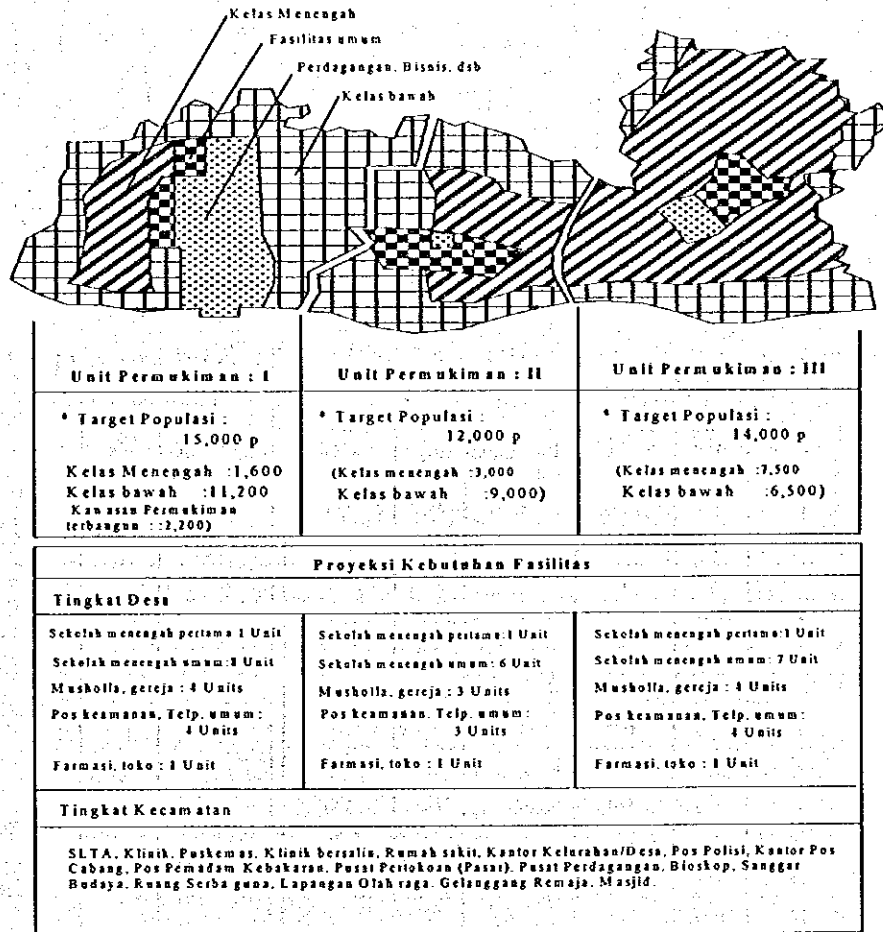 Kelas Menengah
Fasilitas umum
Perdagangan, Bisnis, dsb
Kelas bawah
Unit Permukiman : I
* Target Populasi :
15,000 p
Kelas Menengah :1,600
Kelas bawah :11,200
Kawasan Permukiman
terbangun : :2,200)
Unit Permukiman : II
* Target Populasi :
12,000 p
(Kelas menengah :3,000
Kelas bawah :9,000)
Unit Permukiman : III
* Target Populasi :
14,000 p
(Kelas menengah :7,500
Kelas bawah :6,500)
Proyeksi Kebutuhan Fasilitas
Tingkat Desa
Sekolah menengah pertama 1 Unit
Sekolah menengah umum: Unit
Musholla, gereja : 4 Units
Pos keamanan, Telp. umum :
4 Units
Farmasi, toko : 1 Unit
Sekolah menengah pertama:1 Unit
Sekolah menengah umum: 6 Unit
Musholla, gereja : 3 Units
Pos keamanan. Telp. umum :
3 Units
Farmasi, toko : 1 Unit
Sekolah menengah pertama:1 Unit
Sekolah menengah umum: 7 Unit
Musholla, gereja : 4 Units
Pos keamanan, Telp. umum :
4 Units
Farmasi, toko : 1 Unit
Tingkat Kecamatan
SLTA, Klinik, Puskemas, Klinik bersalin, Rumah sakit, Kantor Kelurahan/Desa, Pos Polisi, Kantor Pos
Cabang, Pos Pemadam Kebakaran, Pusat Pertokoan (Pasar). Pusat Perdagangan, Bioskop, Sanggar
Budaya, Ruang Serba guna, Lapangan Olah raga. Gelanggang Remaja, Masjid.